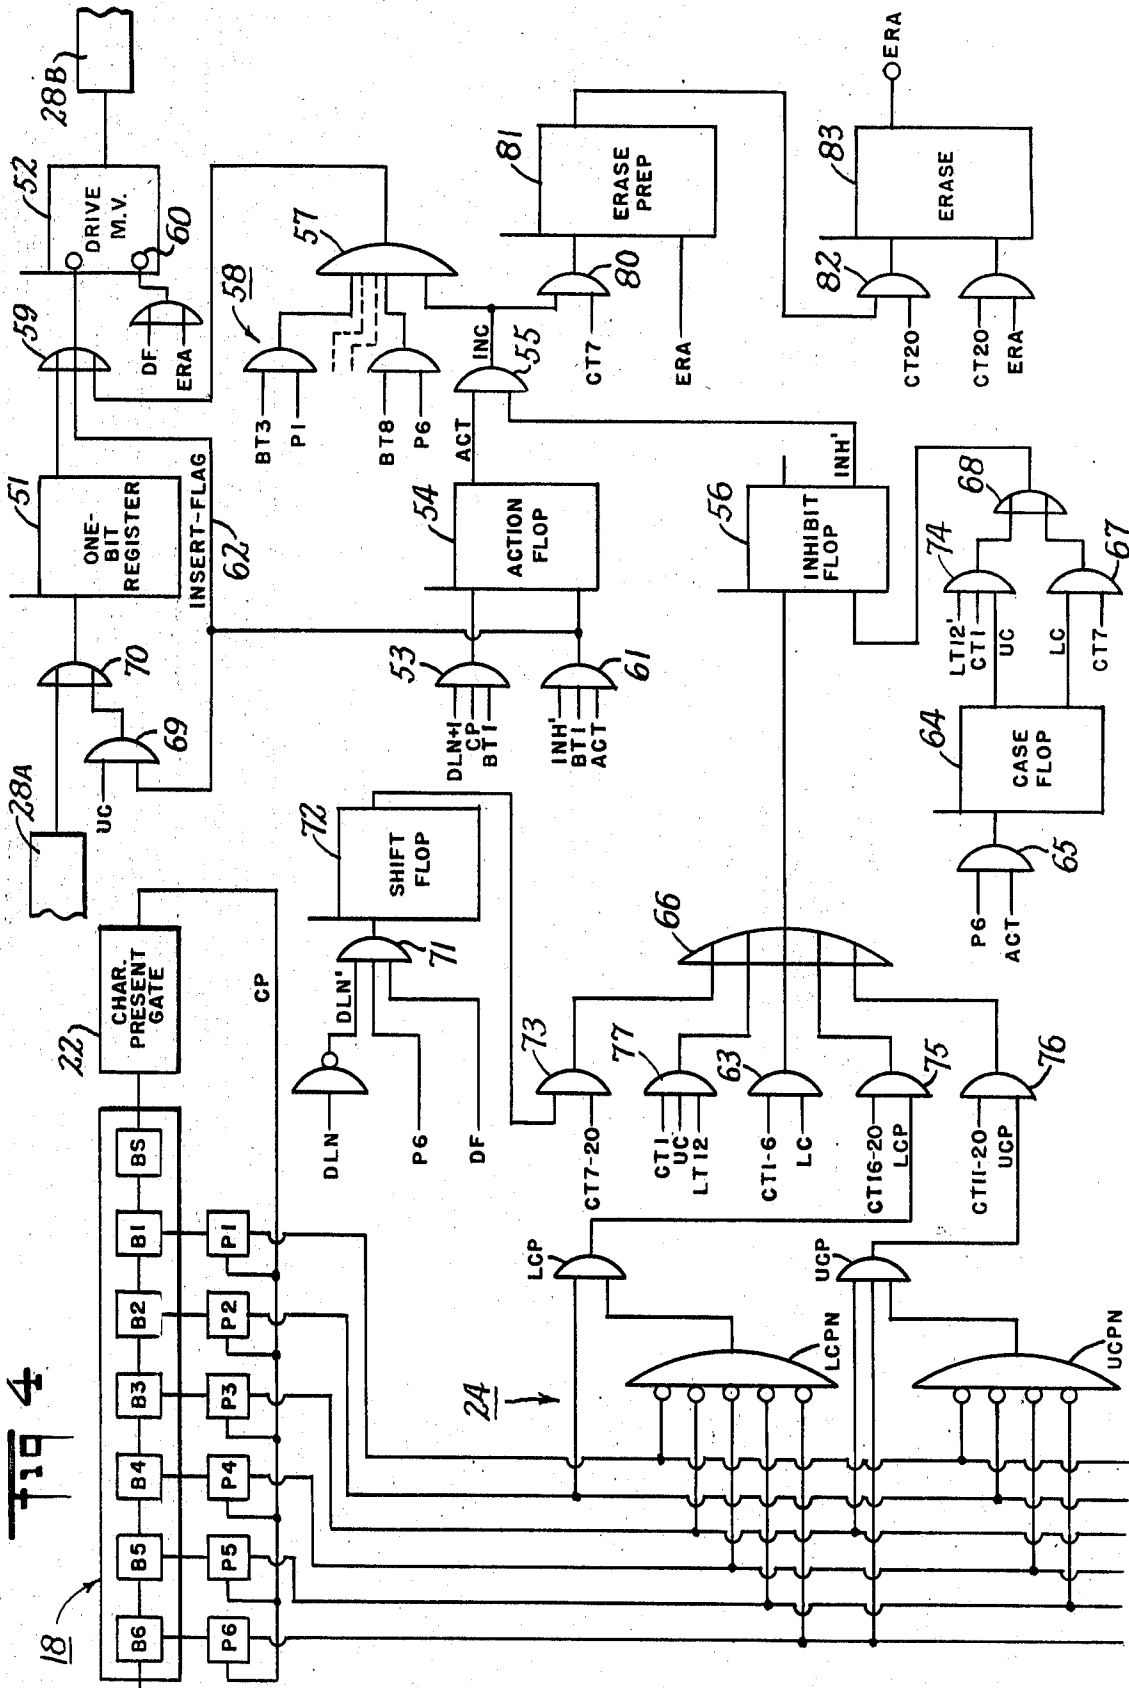 Fig 4
18
B6
B5
B4
B3
B2
B1
BS
22
CHAR.
PRESENT
GATE
P6
P5
P4
P3
P2
P1
CP
28A
UC
69
70
51
ONE-
BIT
REGISTER
INSERT-FLAG
62
59
DF
ERA
60
52
DRIVE
M.V.
28B
DLN
DLN'
P6
DF
71
72
SHIFT
FLOP
DLN+1
CP
BT1
53
INH'
BT1
ACT
61
54
ACTION
FLOP
ACT
INC
55
BT3
P1
58
BT8
P6
57
CT7
80
ERA
81
ERASE
PREP
CT20
82
CT20
ERA
83
ERASE
ERA
24
LCP
LCPN
UCP
UCPN
CT7-20
73
CT1
UC
LT12
77
CT1-6
LC
63
CT16-20
LCP
75
CT11-20
UCP
76
66
56
INHIBIT
FLOP
INH'
P6
ACT
65
64
CASE
FLOP
LT12'
CT1
UC
74
LC
CT7
67
68